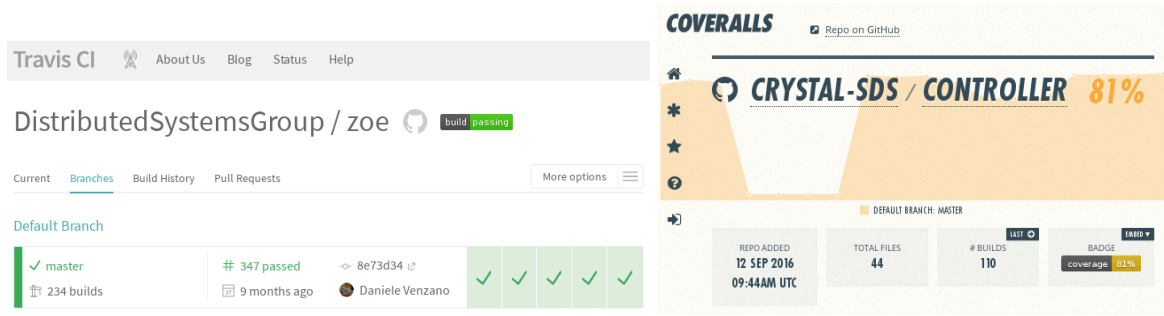 Travis CI
About Us
Blog
Status
Help
DistributedSystemsGroup / zoe
build passing
Current
Branches
Build History
Pull Requests
More options
Default Branch
master
234 builds
# 347 passed
9 months ago
8e73d34
Daniele Venzano
COVERALLS
Repo on GitHub
CRYSTAL-SDS / CONTROLLER
81%
DEFAULT BRANCH: MASTER
REPO ADDED
12 SEP 2016
09:44AM UTC
TOTAL FILES
44
LAST
# BUILDS
110
EMBED ▾
BADGE
coverage 81%